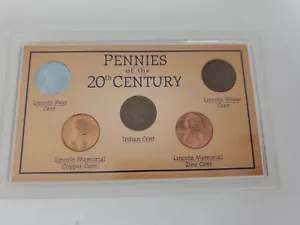 PENNIES
of the
20th CENTURY
Lincoln Steel
Cent
Lincoln Wheat
Cent
Indian Cent
Lincoln Memorial
Copper Cent
Lincoln Memorial
Zinc Cent